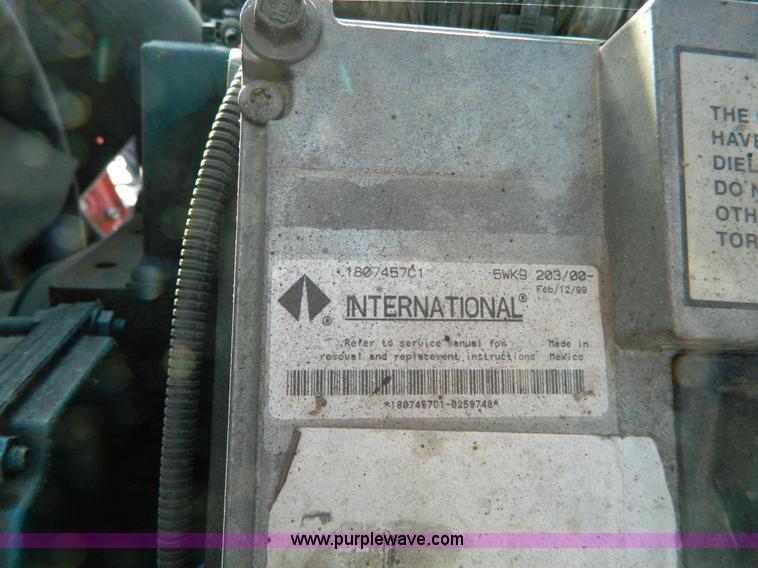 THE
HAVE
DIEL
DO N
OTH
TOR
1807457C1 5WK9 203/00-
Feb/12/99
INTERNATIONAL®
Refer to service manual for Made in
removal and replacement instructions Mexico
*1807457C1-0259748*
www.purplewave.com